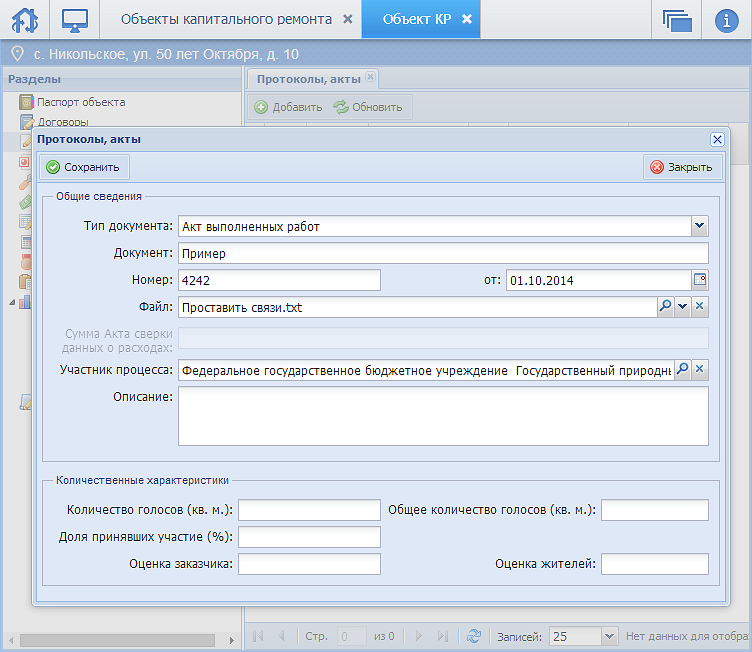 Объекты капитального ремонта
Объект КР
с. Никольское, ул. 50 лет Октября, д. 10
Разделы
Протоколы, акты
Паспорт объекта
Добавить
Обновить
Договоры
Протоколы, акты
Сохранить
Закрыть
Общие сведения
Тип документа: Акт выполненных работ
Документ: Пример
Номер: 4242
от: 01.10.2014
Файл: Проставить связи.txt
Сумма Акта сверки
данных о расходах:
Участник процесса: Федеральное государственное бюджетное учреждение Государственный природны
Описание:
Количественные характеристики
Количество голосов (кв. м.):
Общее количество голосов (кв. м.):
Доля принявших участие (%):
Оценка заказчика:
Оценка жителей:
Стр. 0 из 0
Записей: 25
Нет данных для отобра